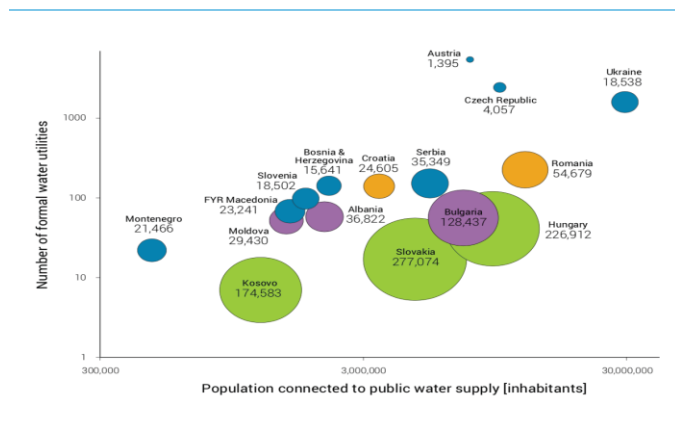 Austria
1,395
Ukraine
18,538
Czech Republic
4,057
1000
Bosnia &
Herzegovina
15,641
Croatia
24,605
Serbia
35,349
Romania
54,679
Slovenia
18,502
FYR Macedonia
23,241
100
Albania
36,822
Bulgaria
128,437
Montenegro
21,466
Moldova
29,430
Hungary
226,912
Slovakia
277,074
10
Kosovo
174,583
1
300,000
3,000,000
30,000,000
Number of formal water utilities
Population connected to public water supply [inhabitants]